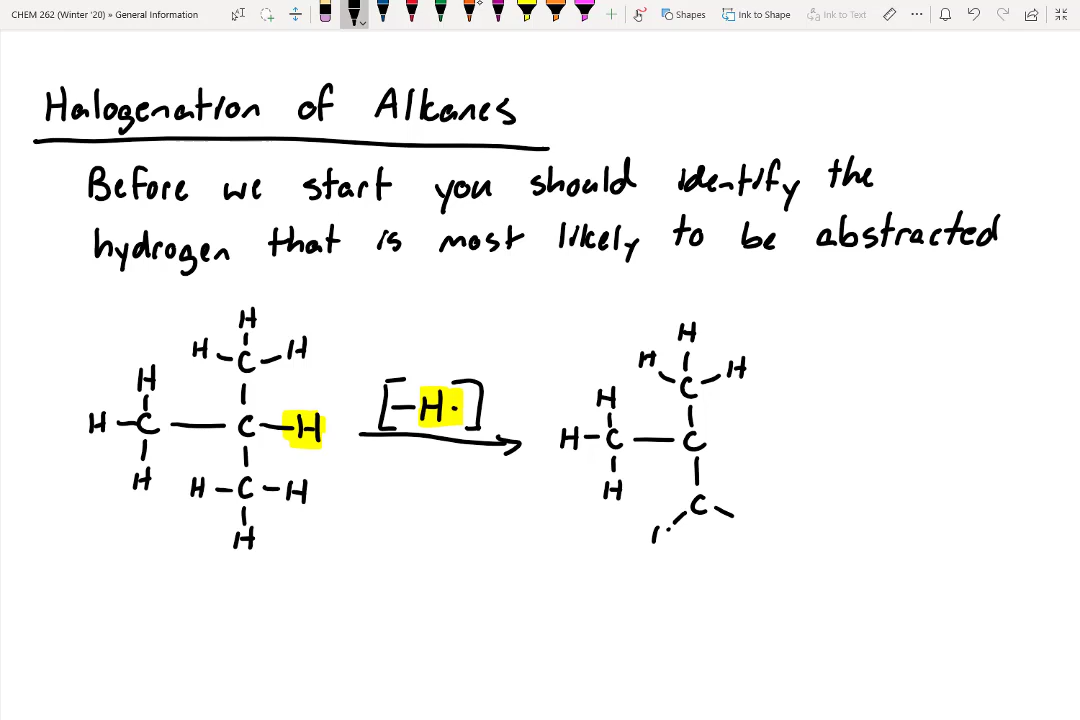 CHEM 262 (Winter '20) » General Information
Shapes
Ink to Shape
Ink to Text
Halogenation of Alkanes
Before we start you should identify the
hydrogen that is most likely to be abstracted
H
H - C - H
H
H - C - C - H
H
H - C - H
H
[-H·]
H
H C H
H
H - C - C
H
C